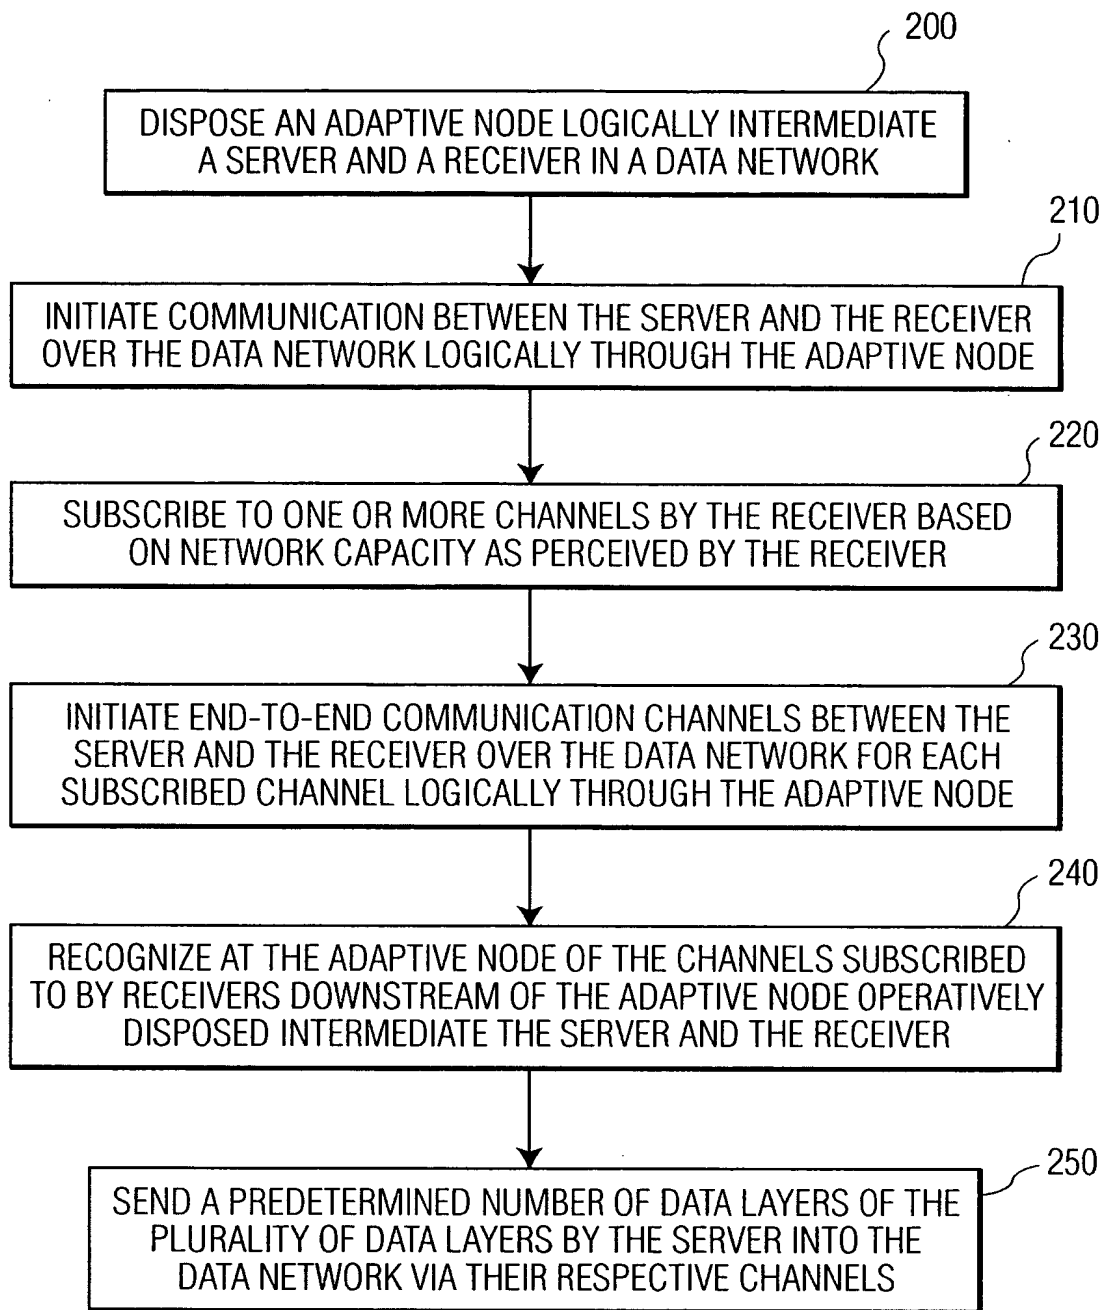 200
DISPOSE AN ADAPTIVE NODE LOGICALLY INTERMEDIATE
A SERVER AND A RECEIVER IN A DATA NETWORK
210
INITIATE COMMUNICATION BETWEEN THE SERVER AND THE RECEIVER
OVER THE DATA NETWORK LOGICALLY THROUGH THE ADAPTIVE NODE
220
SUBSCRIBE TO ONE OR MORE CHANNELS BY THE RECEIVER BASED
ON NETWORK CAPACITY AS PERCEIVED BY THE RECEIVER
230
INITIATE END-TO-END COMMUNICATION CHANNELS BETWEEN THE
SERVER AND THE RECEIVER OVER THE DATA NETWORK FOR EACH
SUBSCRIBED CHANNEL LOGICALLY THROUGH THE ADAPTIVE NODE
240
RECOGNIZE AT THE ADAPTIVE NODE OF THE CHANNELS SUBSCRIBED
TO BY RECEIVERS DOWNSTREAM OF THE ADAPTIVE NODE OPERATIVELY
DISPOSED INTERMEDIATE THE SERVER AND THE RECEIVER
250
SEND A PREDETERMINED NUMBER OF DATA LAYERS OF THE
PLURALITY OF DATA LAYERS BY THE SERVER INTO THE
DATA NETWORK VIA THEIR RESPECTIVE CHANNELS